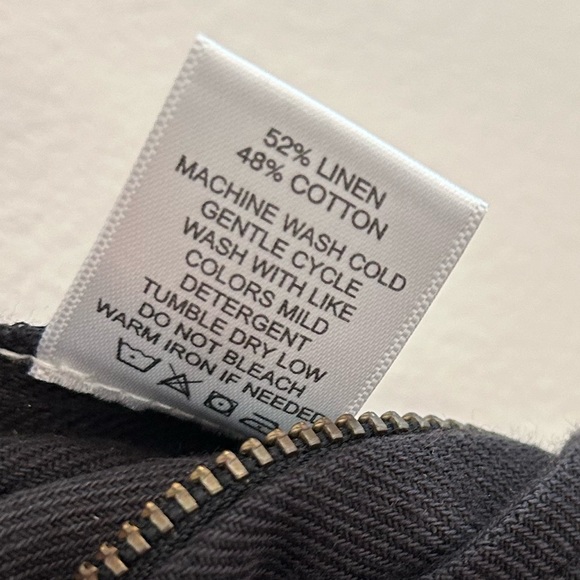 52% LINEN
48% COTTON
MACHINE WASH COLD
GENTLE CYCLE
WASH WITH LIKE
COLORS MILD
DETERGENT
TUMBLE DRY LOW
DO NOT BLEACH
WARM IRON IF NEEDED